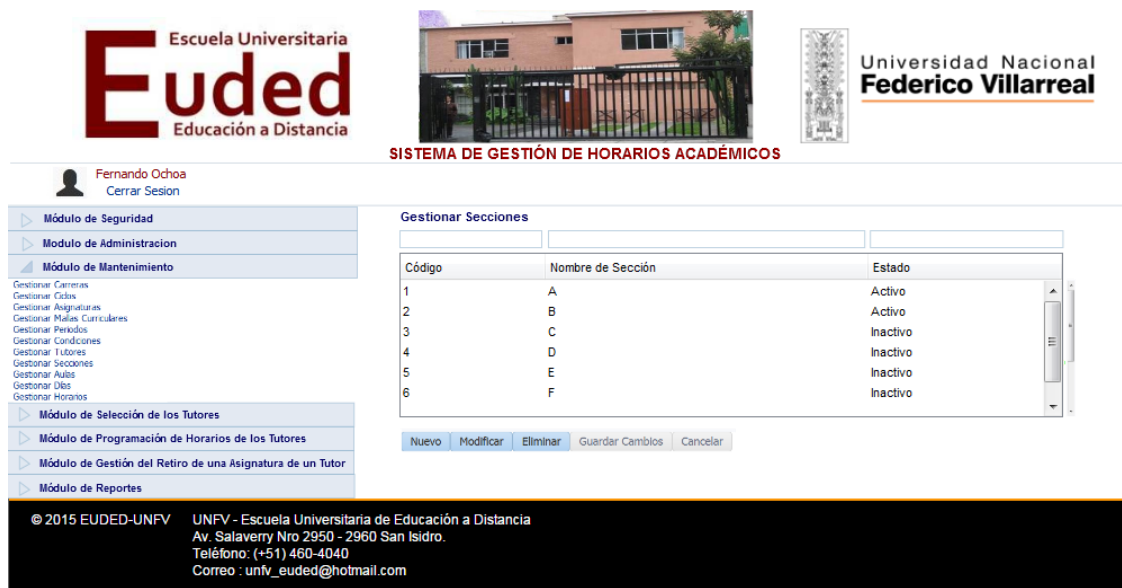 Escuela Universitaria
Euded
Educación a Distancia
Universidad Nacional
Federico Villarreal
SISTEMA DE GESTIÓN DE HORARIOS ACADÉMICOS
Fernando Ochoa
Cerrar Sesion
Módulo de Seguridad
Modulo de Administracion
Módulo de Mantenimiento
Gestionar Carreras
Gestionar Ciclos
Gestionar Asignaturas
Gestionar Mallas Curriculares
Gestionar Periodos
Gestionar Condiciones
Gestionar Tutores
Gestionar Secciones
Gestionar Aulas
Gestionar Días
Gestionar Horarios
Módulo de Selección de los Tutores
Módulo de Programación de Horarios de los Tutores
Módulo de Gestión del Retiro de una Asignatura de un Tutor
Módulo de Reportes
Gestionar Secciones
Código Nombre de Sección Estado
1 A Activo
2 B Activo
3 C Inactivo
4 D Inactivo
5 E Inactivo
6 F Inactivo
Nuevo Modificar Eliminar Guardar Cambios Cancelar
© 2015 EUDED-UNFV UNFV - Escuela Universitaria de Educación a Distancia
Av. Salaverry Nro 2950 - 2960 San Isidro.
Teléfono: (+51) 460-4040
Correo : unfv_euded@hotmail.com